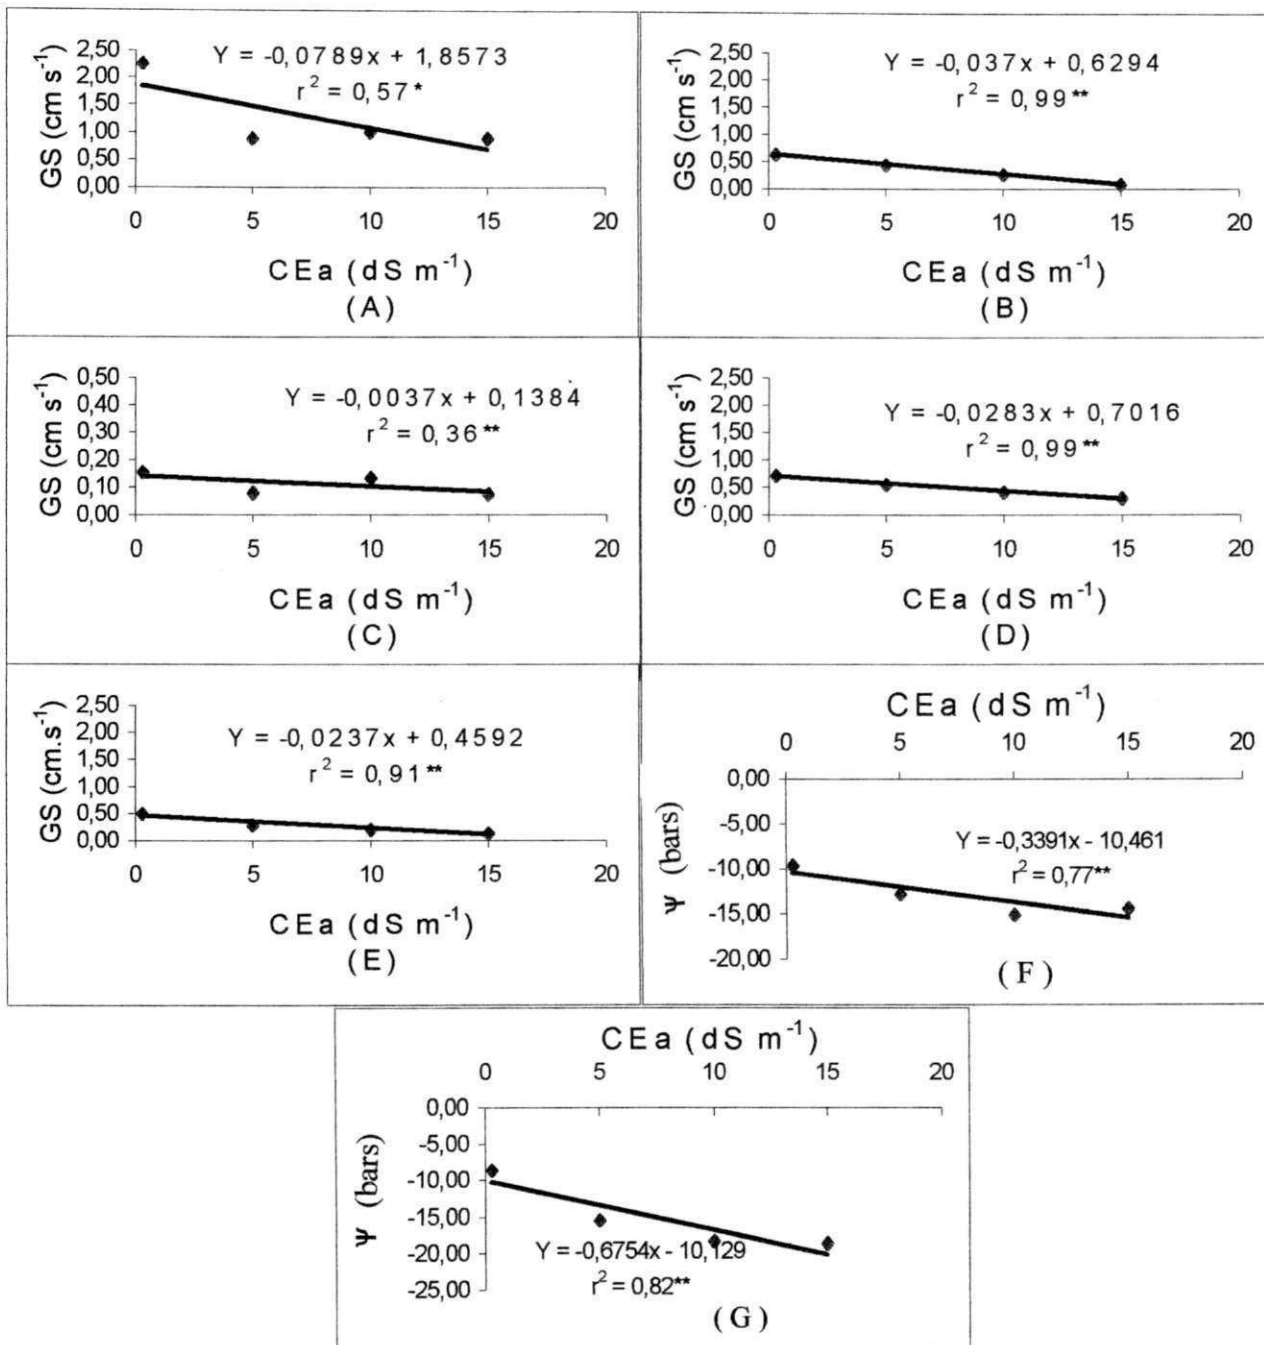 GS (cm s⁻¹)
2,50
2,00
1,50
1,00
0,50
0,00
Y = -0,0789x + 1,8573
r² = 0,57*
0 5 10 15 20
CEa (dS m⁻¹)
(A)
GS (cm s⁻¹)
2,50
2,00
1,50
1,00
0,50
0,00
Y = -0,037x + 0,6294
r² = 0,99**
0 5 10 15 20
CEa (dS m⁻¹)
(B)
GS (cm s⁻¹)
0,50
0,40
0,30
0,20
0,10
0,00
Y = -0,0037x + 0,1384
r² = 0,36**
0 5 10 15 20
CEa (dS m⁻¹)
(C)
GS (cm s⁻¹)
2,50
2,00
1,50
1,00
0,50
0,00
Y = -0,0283x + 0,7016
r² = 0,99**
0 5 10 15 20
CEa (dS m⁻¹)
(D)
GS (cm.s⁻¹)
2,50
2,00
1,50
1,00
0,50
0,00
Y = -0,0237x + 0,4592
r² = 0,91**
0 5 10 15 20
CEa (dS m⁻¹)
(E)
CEa (dS m⁻¹)
0 5 10 15 20
Ψ (bars)
0,00
-5,00
-10,00
-15,00
-20,00
Y = -0,3391x - 10,461
r² = 0,77**
(F)
CEa (dS m⁻¹)
0 5 10 15 20
Ψ (bars)
0,00
-5,00
-10,00
-15,00
-20,00
-25,00
Y = -0,6754x - 10,129
r² = 0,82**
(G)